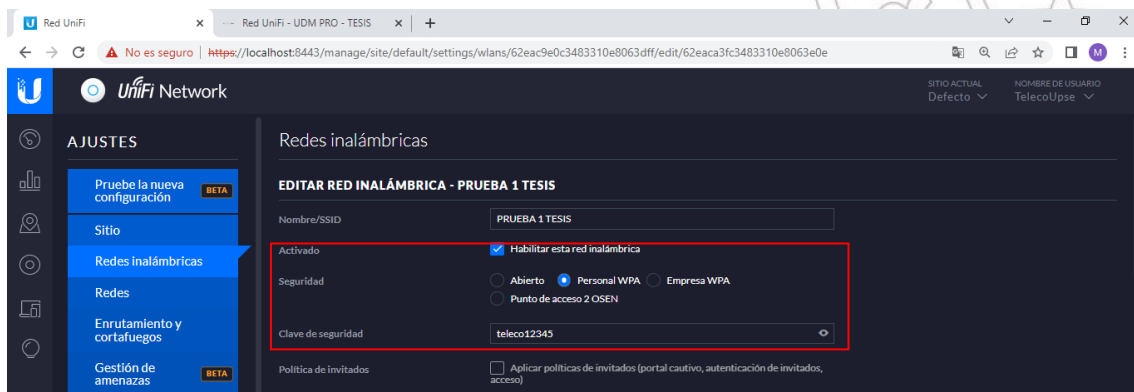 Red UniFi
Red UniFi - UDM PRO - TESIS
No es seguro | https://localhost:8443/manage/site/default/settings/wlans/62eac9e0c3483310e8063dff/edit/62eaca3fc3483310e8063e0e
M
UniFi Network
SITIO ACTUAL
Defecto
NOMBRE DE USUARIO
TelecoUpse
AJUSTES
Pruebe la nueva
configuración
BETA
Sitio
Redes inalámbricas
Redes
Enrutamiento y
cortafuegos
Gestión de
amenazas
BETA
Redes inalámbricas
EDITAR RED INALÁMBRICA - PRUEBA 1 TESIS
Nombre/SSID
PRUEBA 1 TESIS
Activado
Habilitar esta red inalámbrica
Seguridad
Abierto
Personal WPA
Empresa WPA
Punto de acceso 2 OSEN
Clave de seguridad
teleco12345
Política de invitados
Aplicar políticas de invitados (portal cautivo, autenticación de invitados,
acceso)